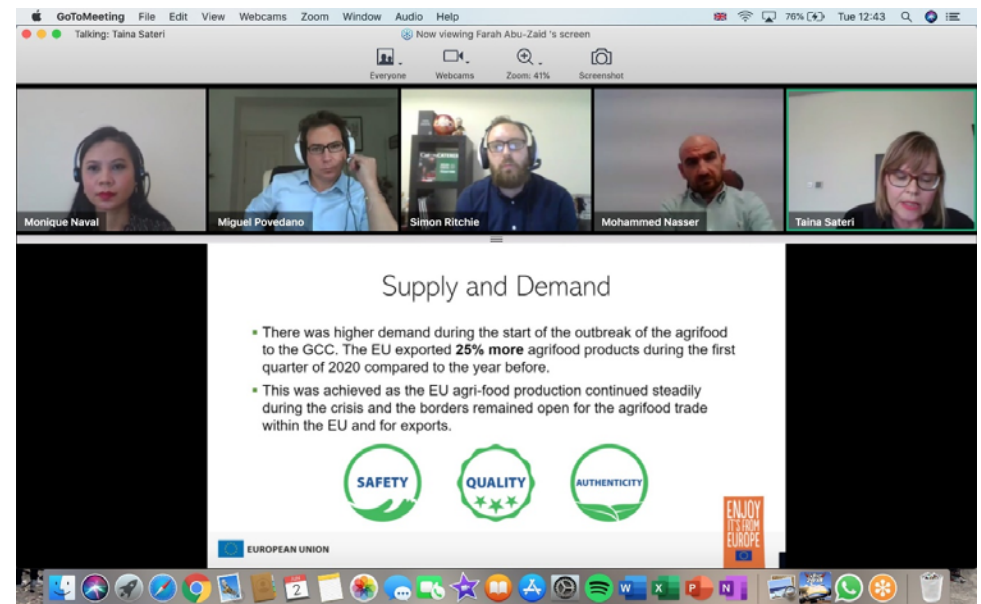 GoToMeeting File Edit View Webcams Zoom Window Audio Help 76% Tue 12:43
Talking: Taina Sateri
Now viewing Farah Abu-Zaid 's screen
Everyone Webcams Zoom: 41% Screenshot
Monique Naval Miguel Povedano Simon Ritchie Mohammed Nasser Taina Sateri
Supply and Demand
There was higher demand during the start of the outbreak of the agrifood
to the GCC. The EU exported 25% more agrifood products during the first
quarter of 2020 compared to the year before.
This was achieved as the EU agri-food production continued steadily
during the crisis and the borders remained open for the agrifood trade
within the EU and for exports.
SAFETY QUALITY AUTHENTICITY
ENJOY
IT'S FROM
EUROPE
EUROPEAN UNION
JUN
2
W X P N